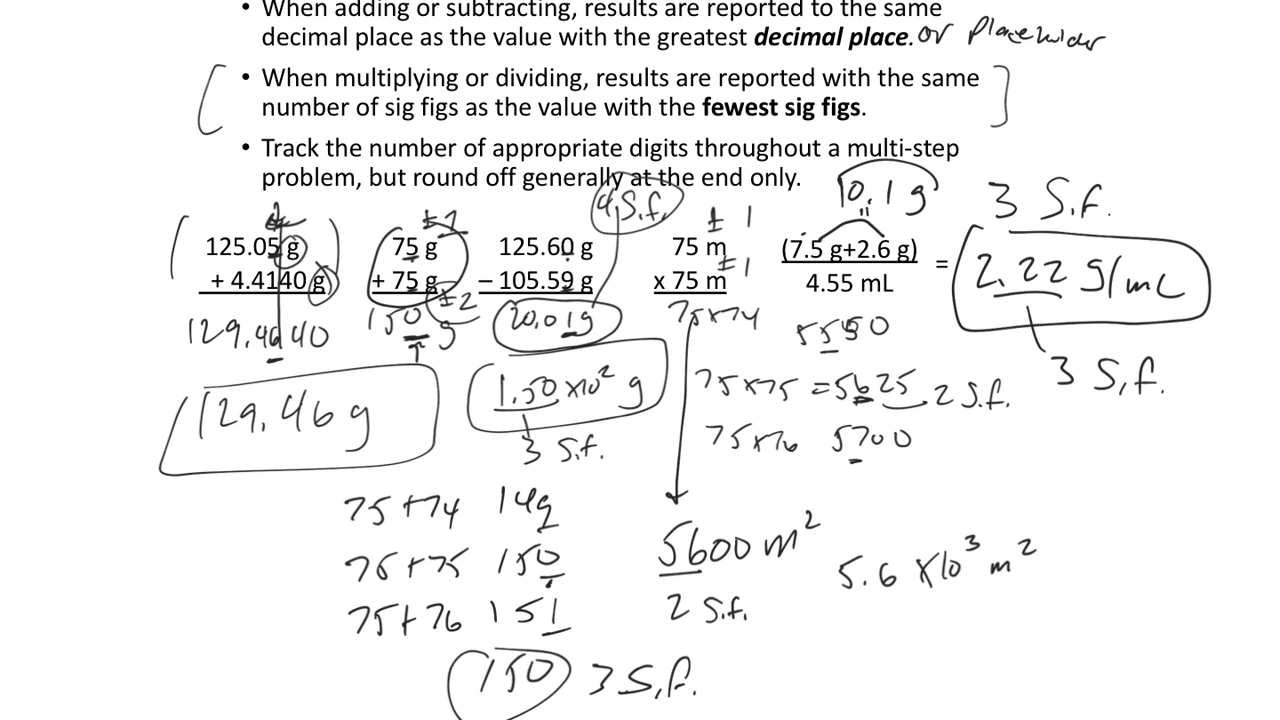 • When adding or subtracting, results are reported to the same
decimal place as the value with the greatest decimal place. or Placeholder
• When multiplying or dividing, results are reported with the same
number of sig figs as the value with the fewest sig figs.
• Track the number of appropriate digits throughout a multi-step
problem, but round off generally at the end only.
4 S.f.
10.1 g
3 S.f.
± 1
± 1
125.05 g
75 g
125.60 g
75 m
(7.5 g+2.6 g)
+ 4.4140 g
+ 75 g
− 105.59 g
x 75 m
± 1
4.55 mL
=
2.22 g/mL
129.4640
150 g
± 2
20.01g
75x74
5550
3 S.f.
129.46 g
1.50 x10² g
3 S.f.
75x75 = 5625 2 S.f.
75x76 5700
75+74 149
75+75 150
75+76 151
150 3 S.f.
5600 m²
2 S.f.
5.6 x10³ m²